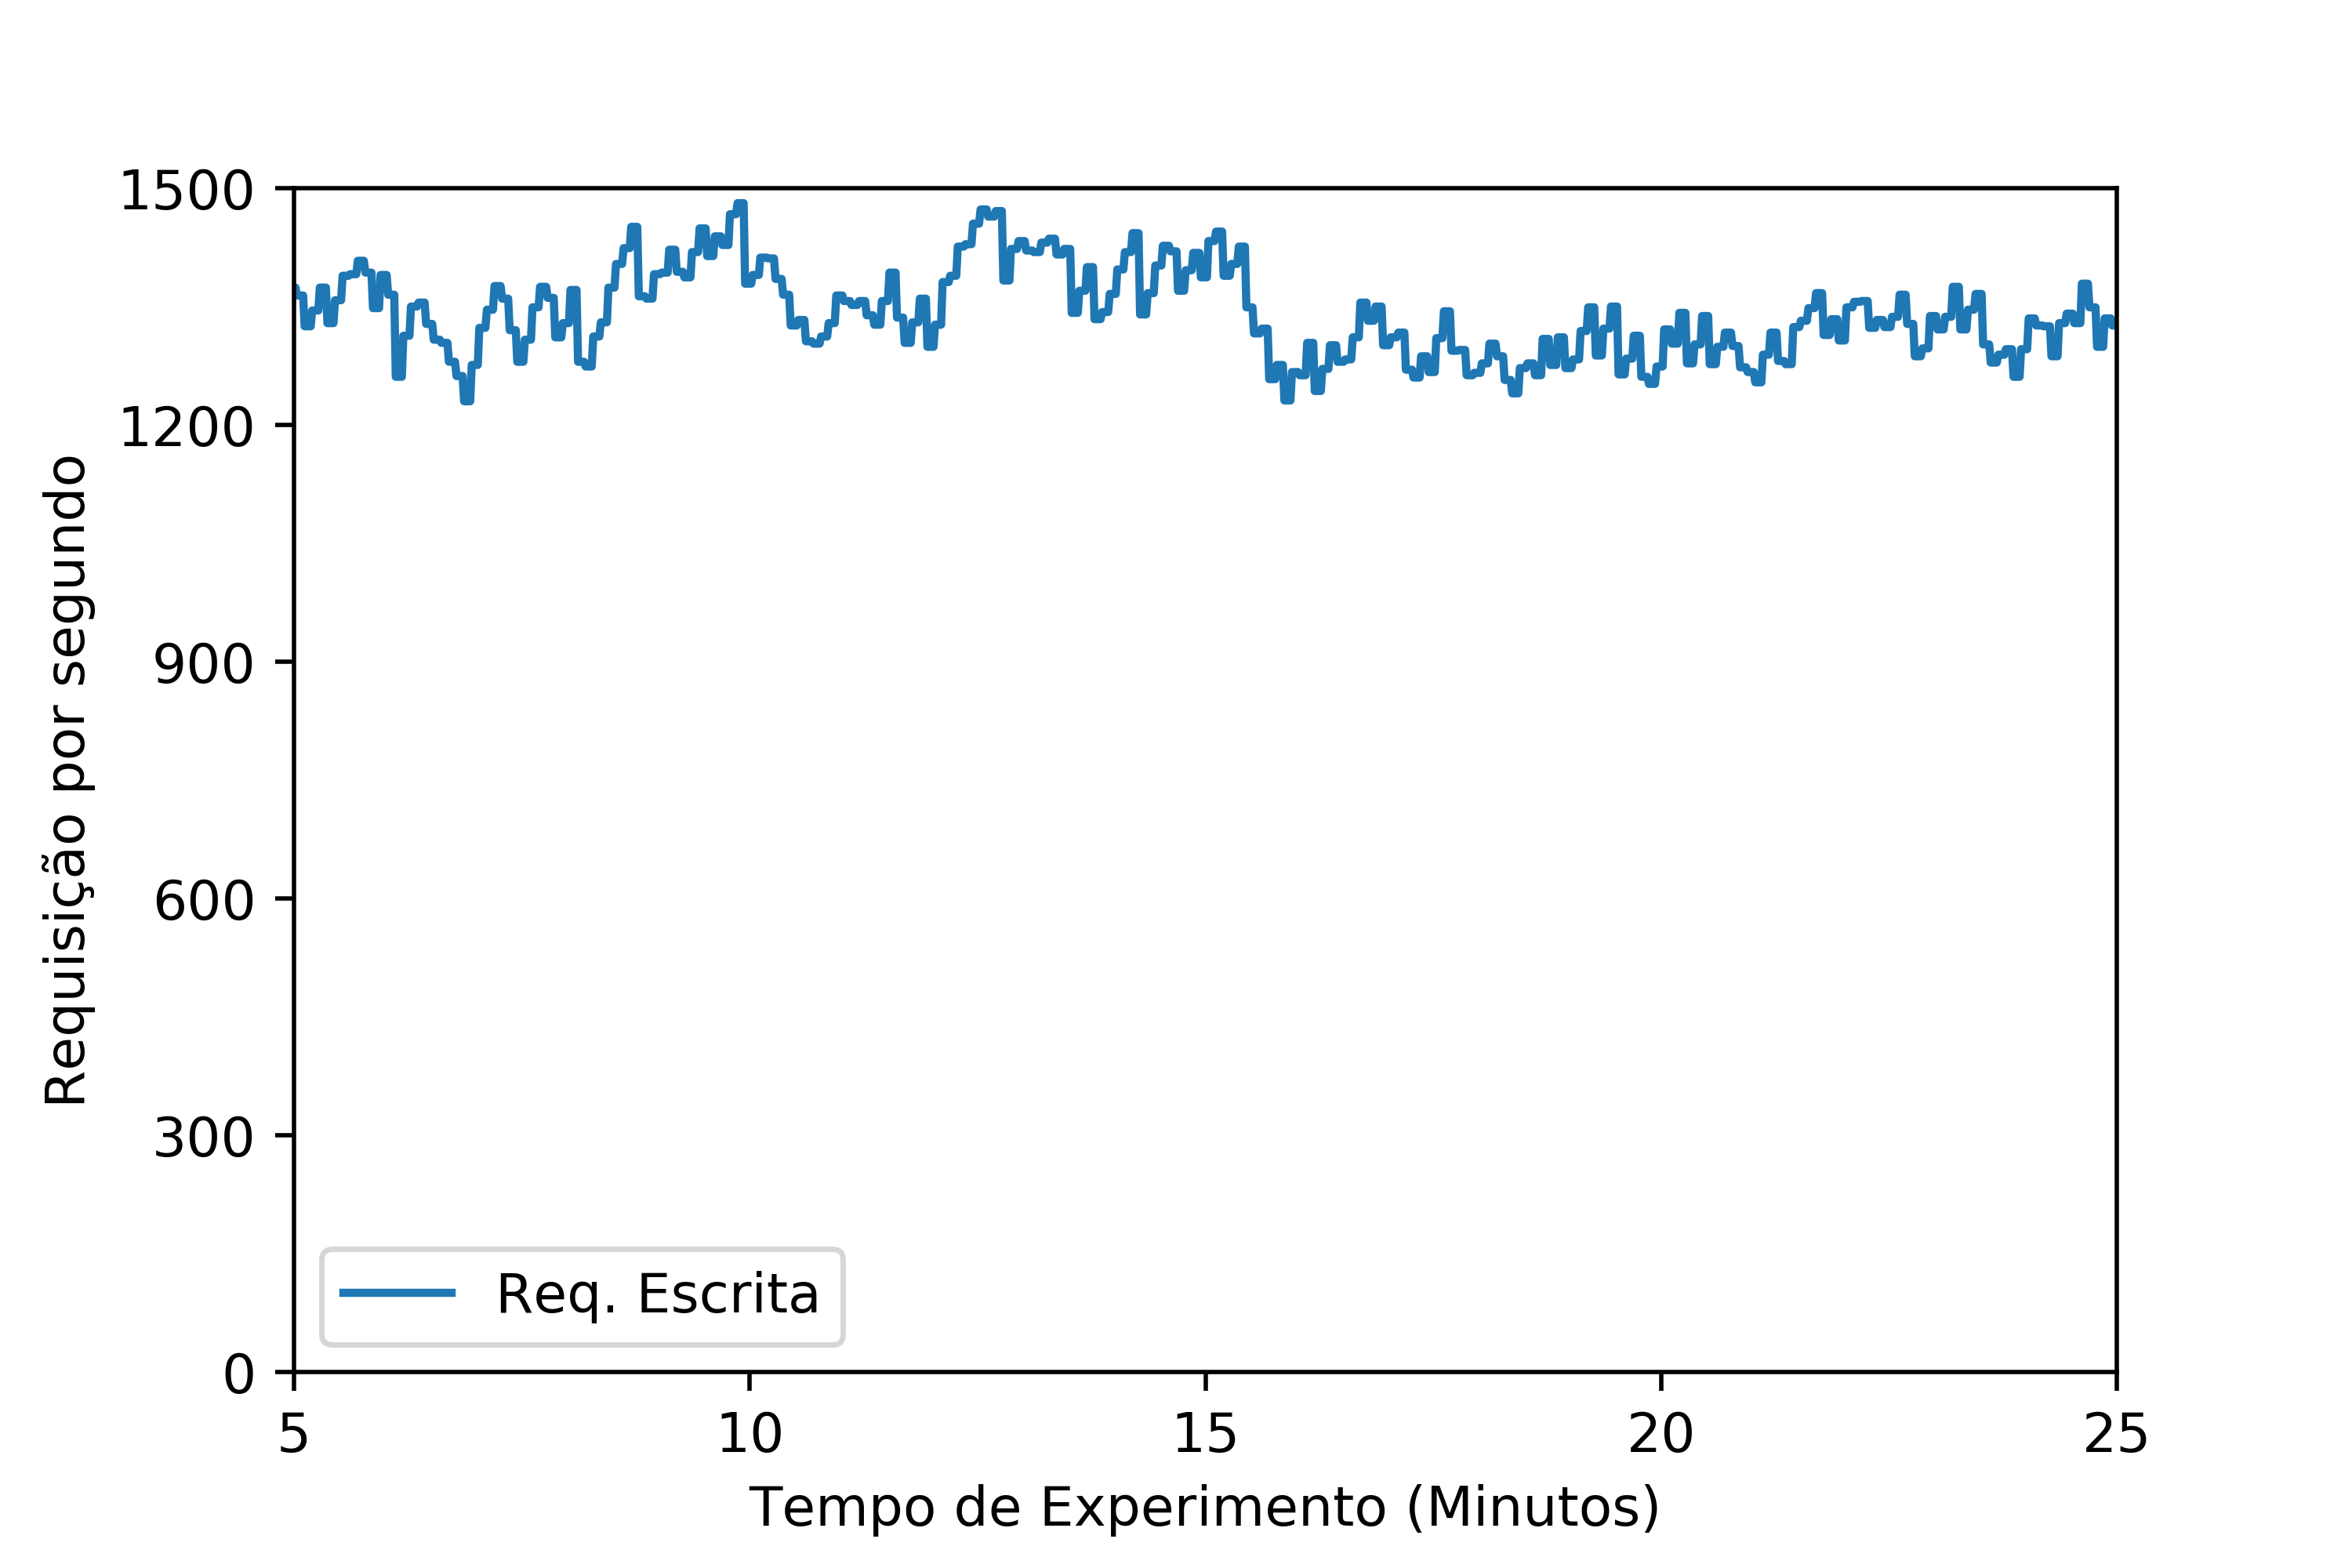 1500
1200
900
600
300
0
Requisição por segundo
Req. Escrita
5 10 15 20 25
Tempo de Experimento (Minutos)